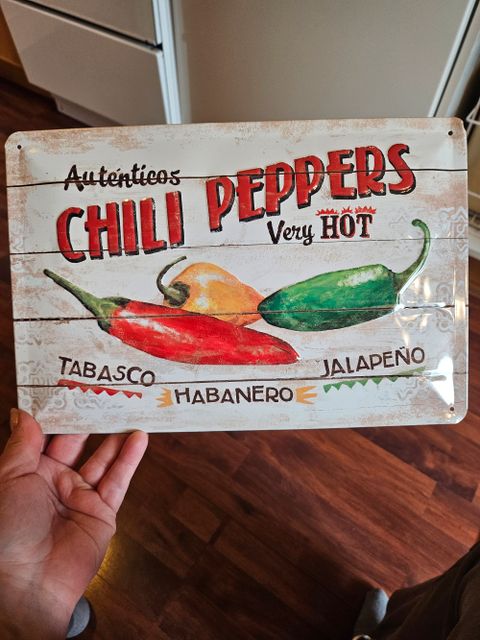 Auténticos
CHILI PEPPERS
Very HOT
TABASCO
HABANERO
JALAPEÑO